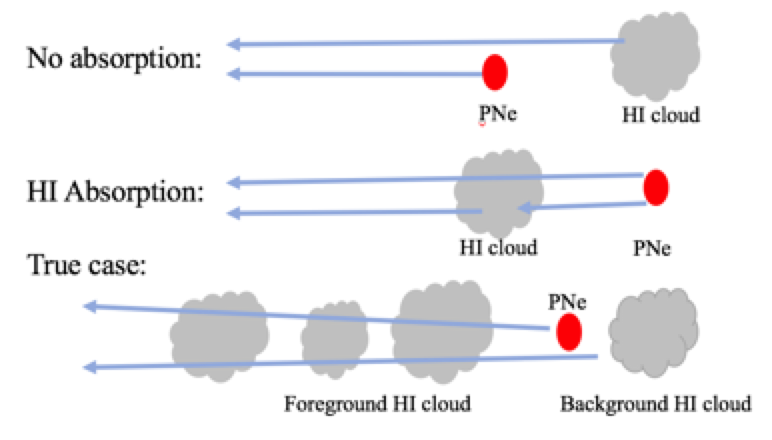 No absorption:
PNe
HI cloud
HI Absorption:
HI cloud
PNe
True case:
PNe
Foreground HI cloud
Background HI cloud